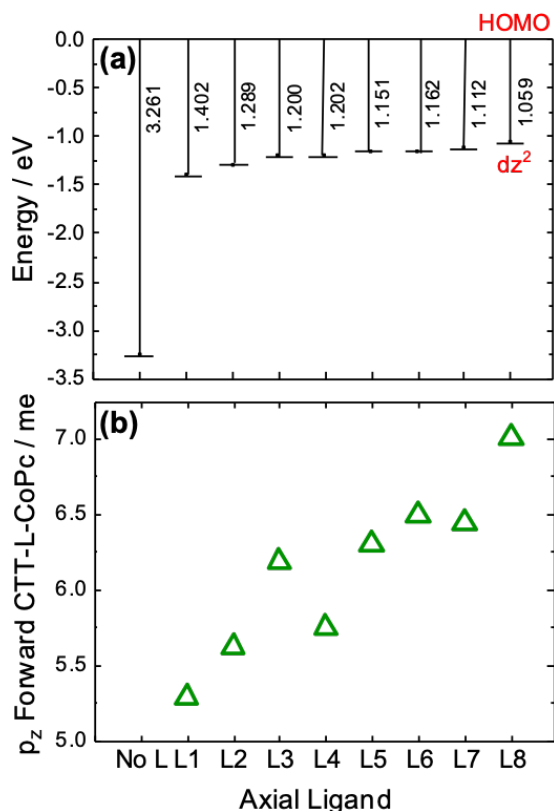 HOMO
(a)
0.0
-0.5
-1.0
-1.5
-2.0
-2.5
-3.0
-3.5
Energy / eV
3.261
1.402
1.289
1.200
1.202
1.151
1.162
1.112
1.059
dz²
(b)
7.0
6.5
6.0
5.5
5.0
p_z Forward CTT-L-CoPc / me
No L L1 L2 L3 L4 L5 L6 L7 L8
Axial Ligand